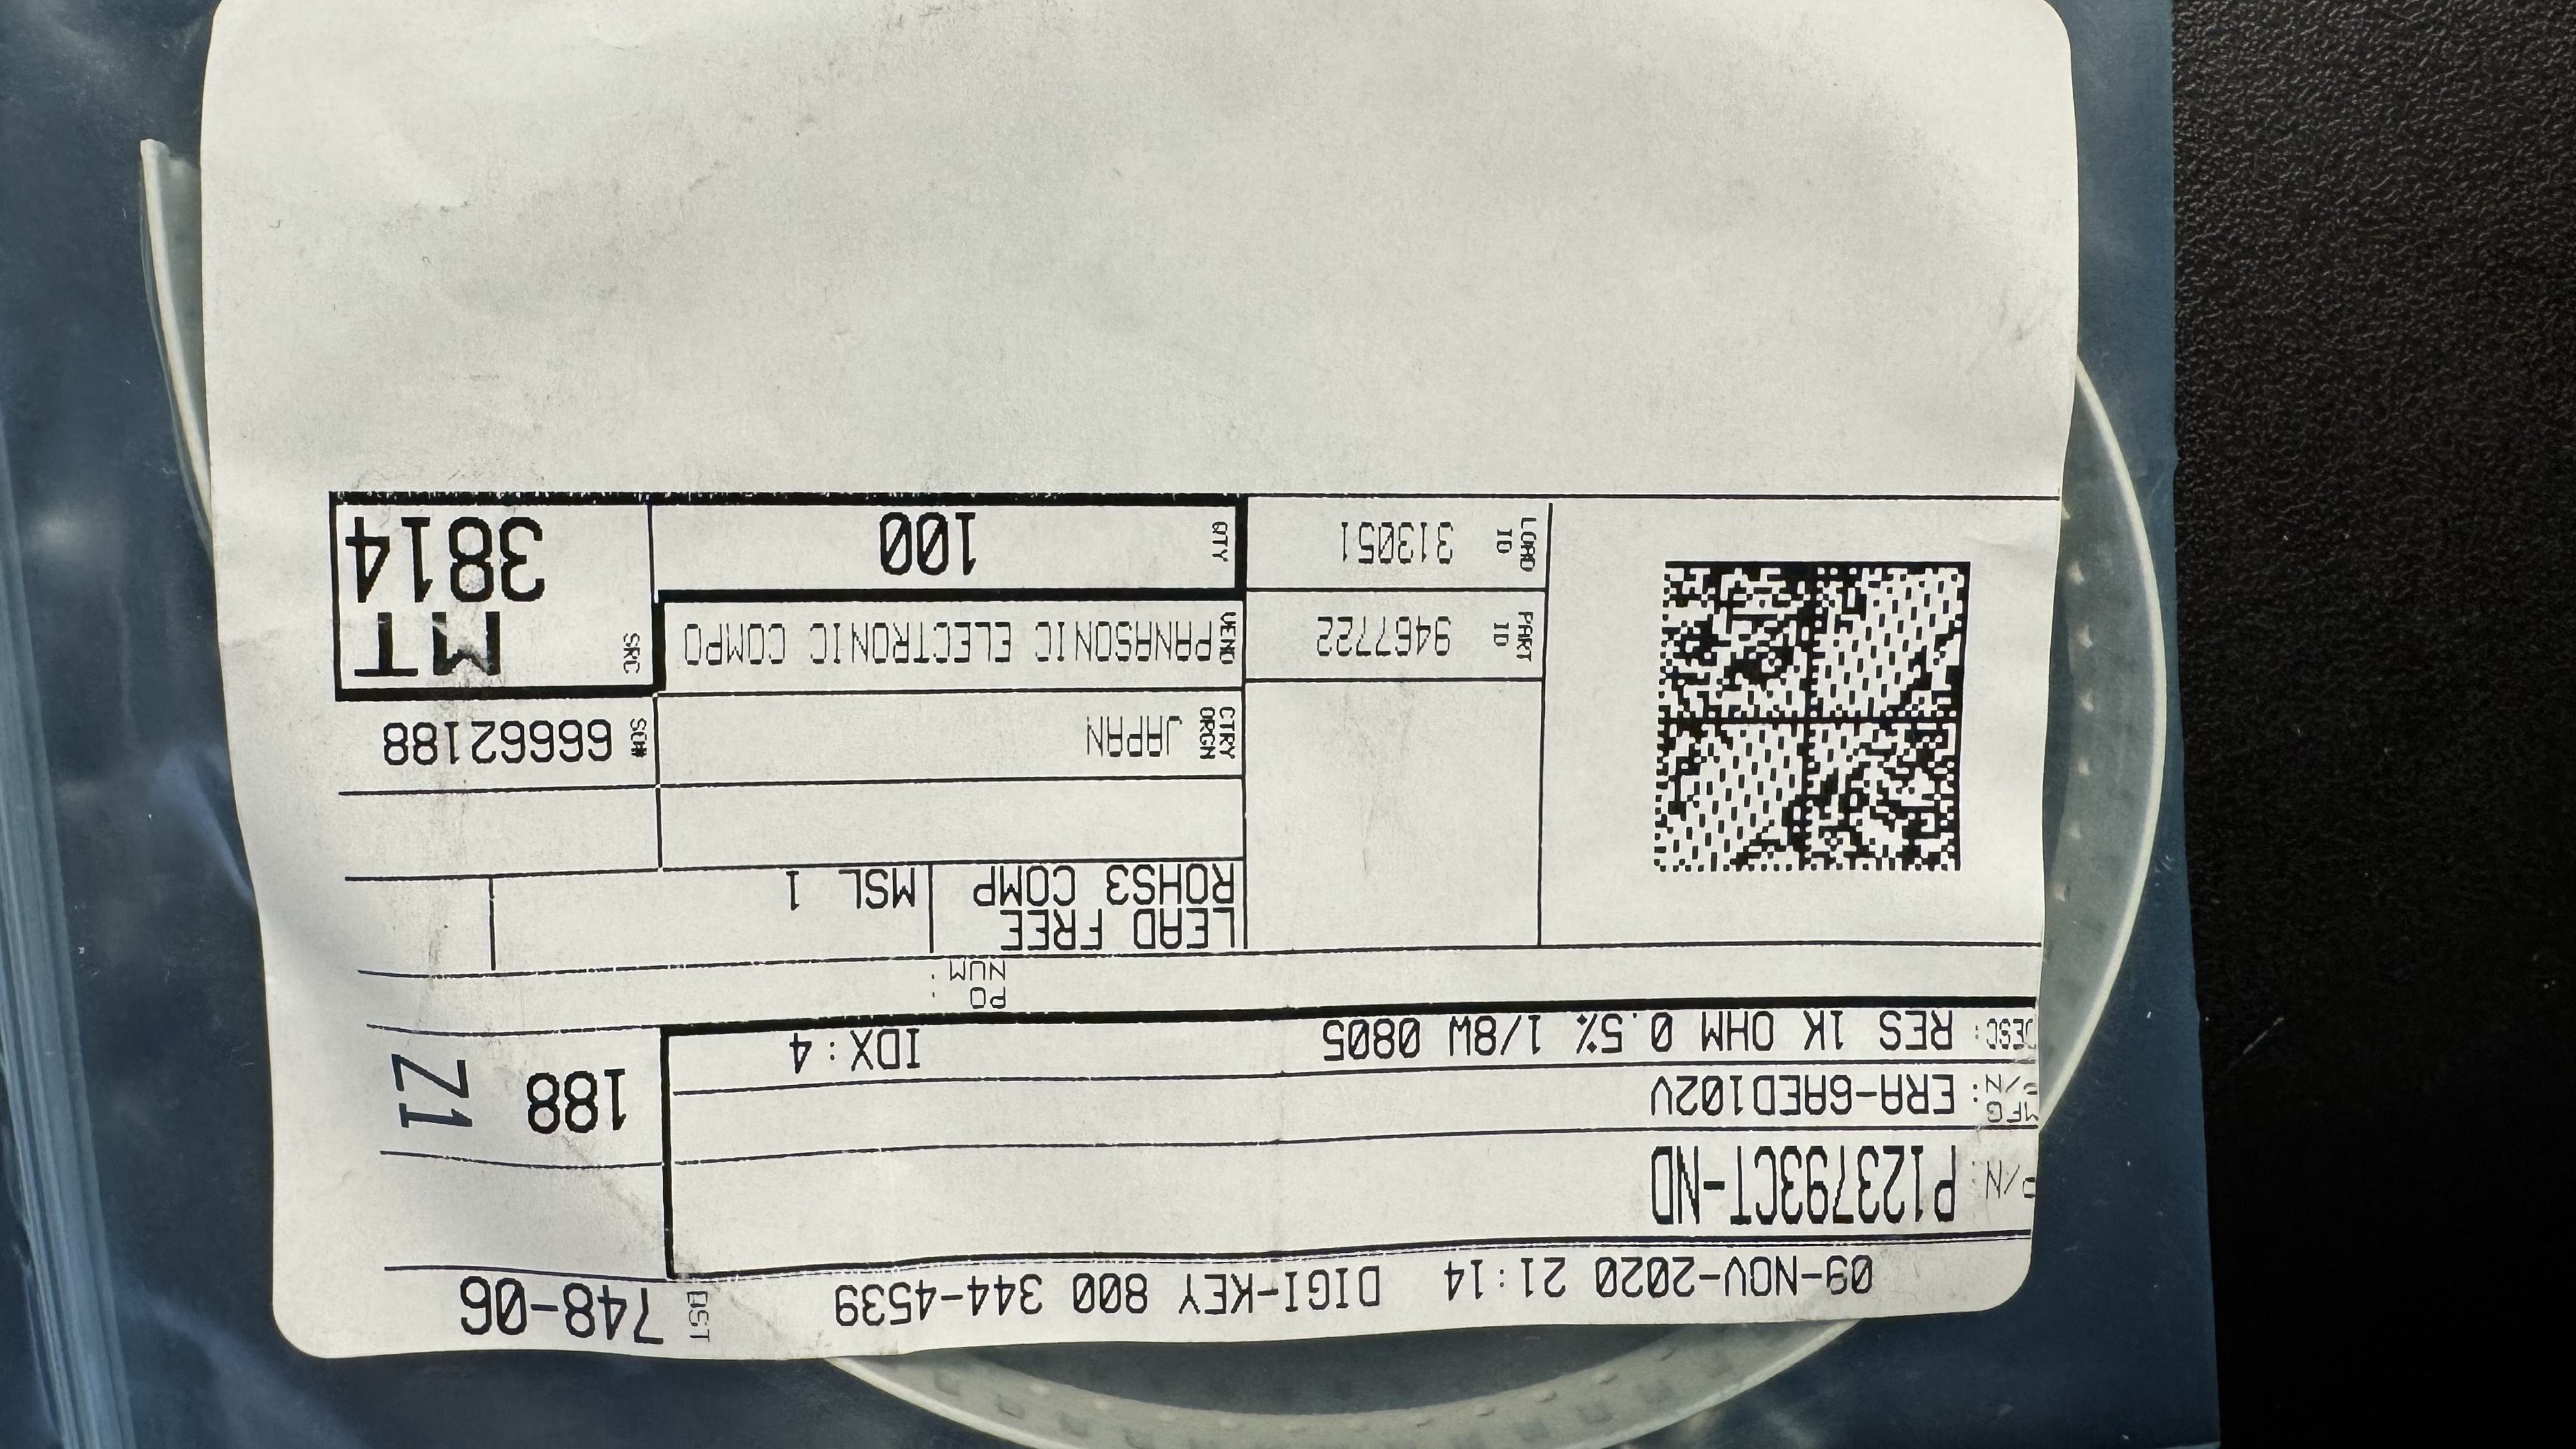 09-NOV-2020 21:14 DIGI-KEY 800 344-4539
DST 748-06
P/N: P123793CT-ND
MFG P/N: ERA-6AED102V
188 Z1
DESC: RES 1K OHM 0.5% 1/8W 0805 IDX:4
PO :
NUM :
LEAD FREE
ROHS3 COMP
MSL 1
CTRY ORGN JAPAN
SO# 66662188
PART ID 9467722
VEND PANASONIC ELECTRONIC COMPO
SRC MT
3814
LOAD ID 313051
QTY 100